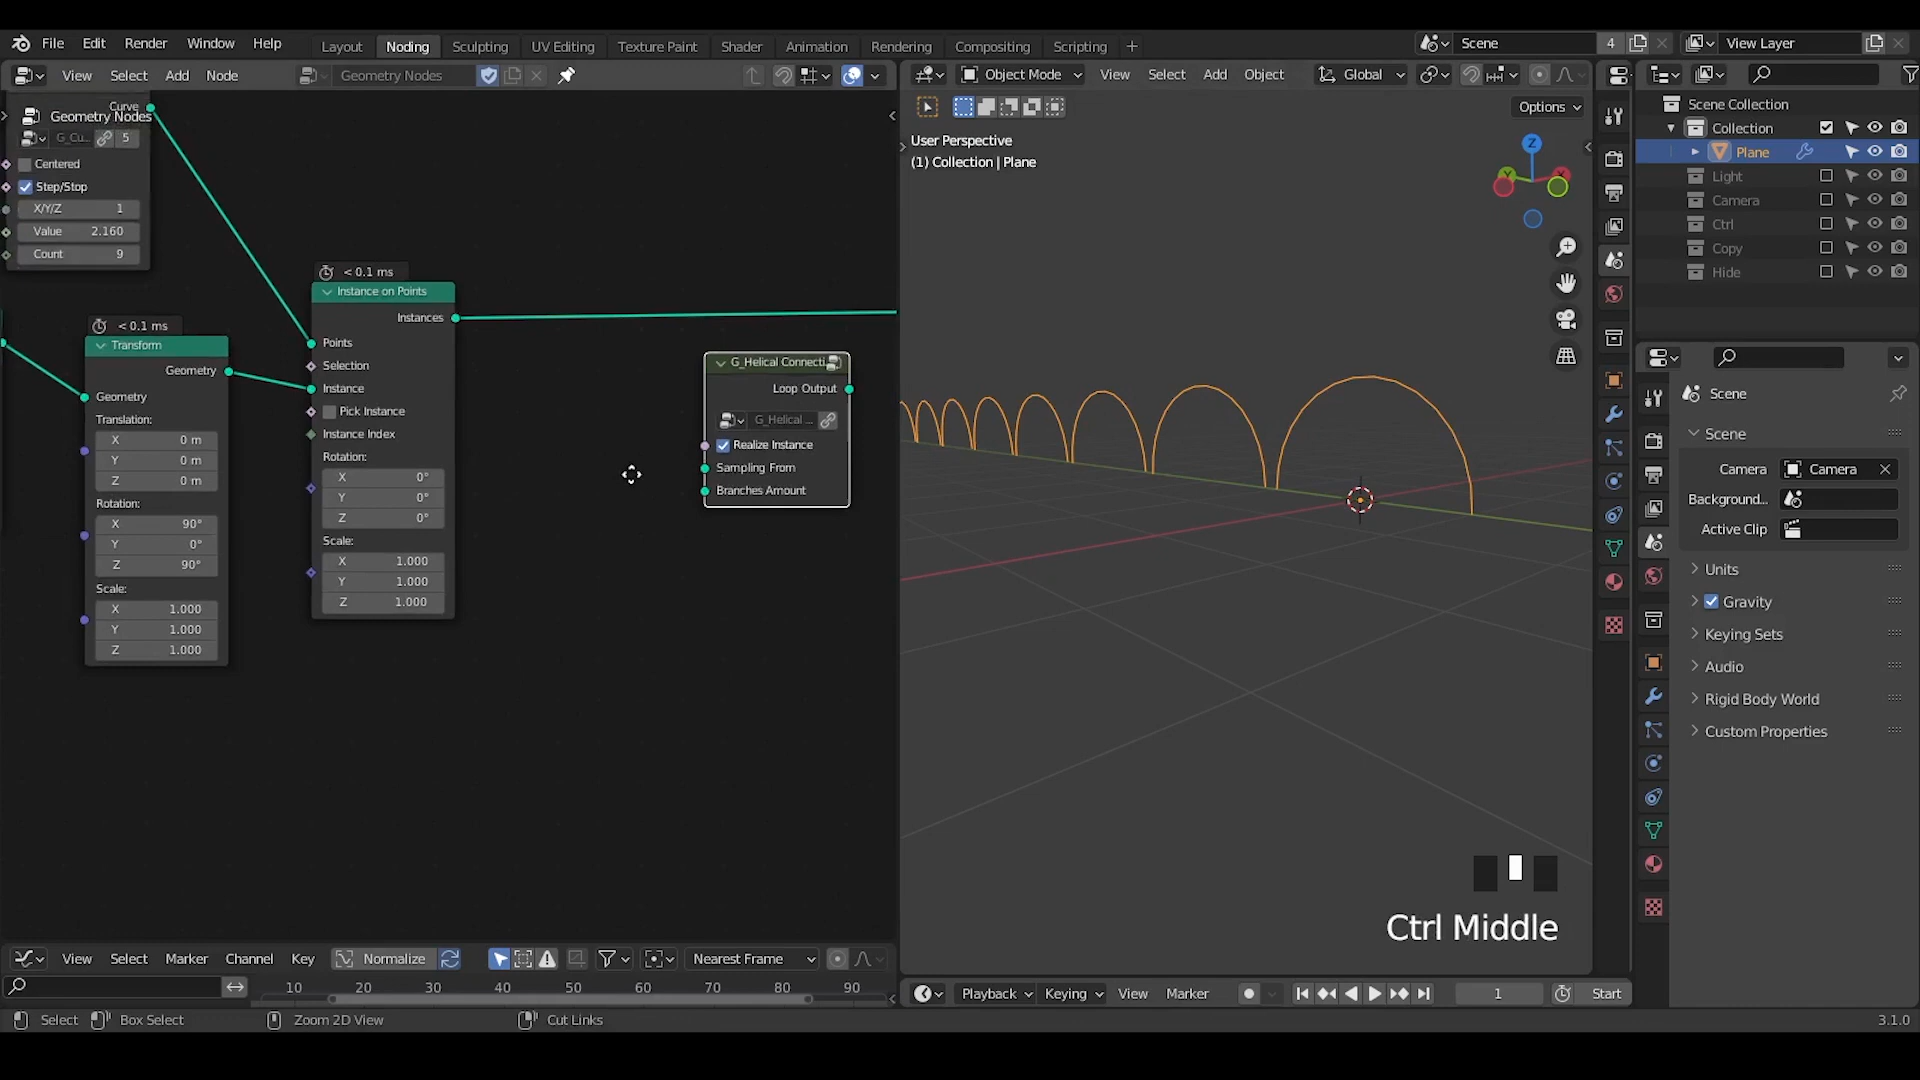 File Edit Render Window Help Layout Noding Sculpting UV Editing Texture Paint Shader Animation Rendering Compositing Scripting + Scene 4 View Layer
View Select Add Node Geometry Nodes
Object Mode View Select Add Object Global
Options
Curve
Geometry Nodes
G_Cu... 5
Centered
Step/Stop
X/Y/Z 1
Value 2.160
Count 9
< 0.1 ms
Transform
Geometry
Geometry
Translation:
X 0 m
Y 0 m
Z 0 m
Rotation:
X 90°
Y 0°
Z 90°
Scale:
X 1.000
Y 1.000
Z 1.000
< 0.1 ms
Instance on Points
Instances
Points
Selection
Instance
Pick Instance
Instance Index
Rotation:
X 0°
Y 0°
Z 0°
Scale:
X 1.000
Y 1.000
Z 1.000
G_Helical Connecti...
Loop Output
G_Helical ...
Realize Instance
Sampling From
Branches Amount
User Perspective
(1) Collection | Plane
Z
Ctrl Middle
Scene Collection
Collection
Plane
Light
Camera
Ctrl
Copy
Hide
Scene
Scene
Camera Camera
Background...
Active Clip
Units
Gravity
Keying Sets
Audio
Rigid Body World
Custom Properties
View Select Marker Channel Key Normalize Nearest Frame
10 20 30 40 50 60 70 80 90
Playback Keying View Marker 1 Start
Select Box Select Zoom 2D View Cut Links 3.1.0